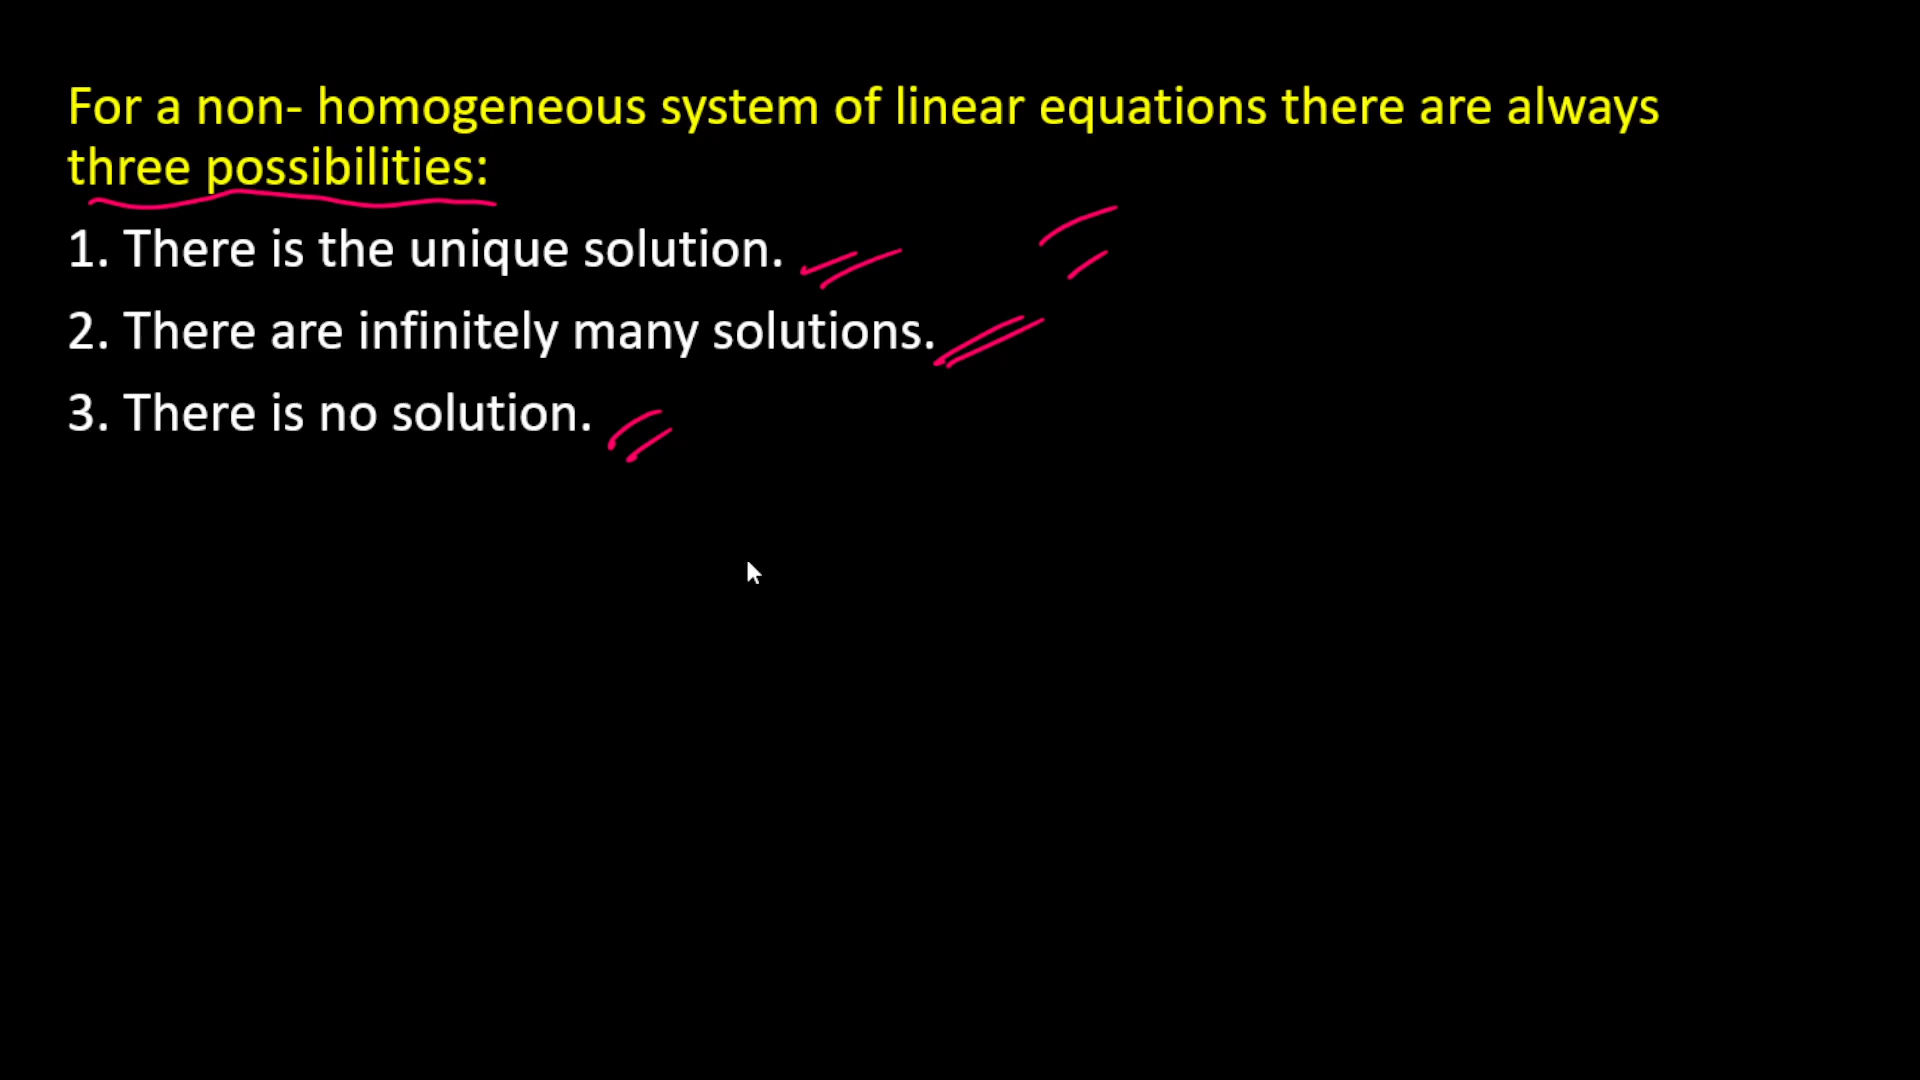 For a non- homogeneous system of linear equations there are always
three possibilities:
1. There is the unique solution.
2. There are infinitely many solutions.
3. There is no solution.